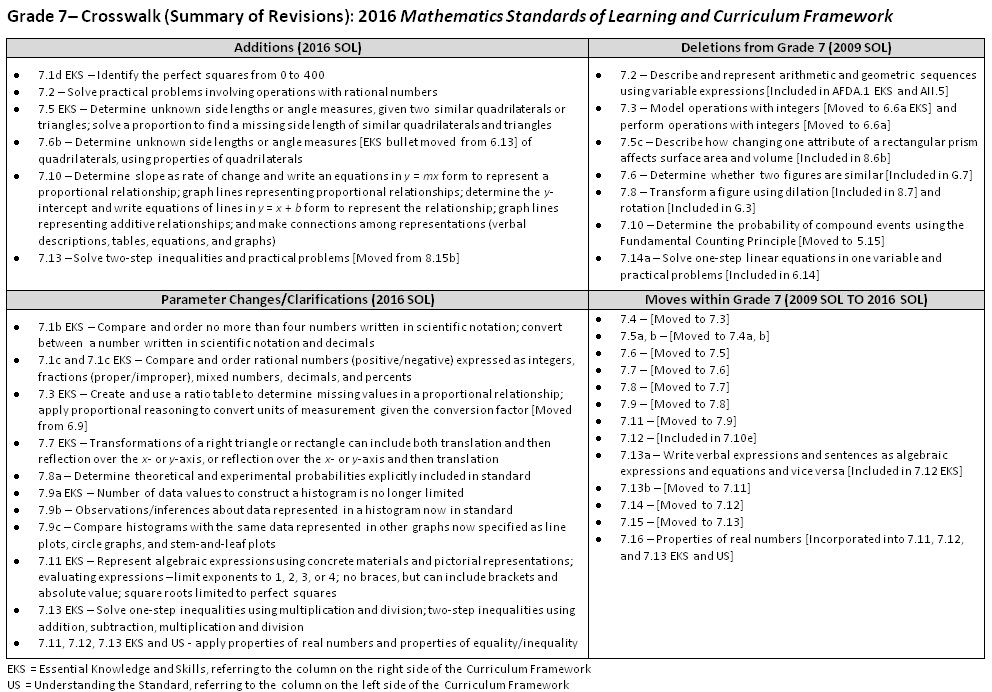 Grade 7– Crosswalk (Summary of Revisions): 2016 Mathematics Standards of Learning and Curriculum Framework
Additions (2016 SOL)
• 7.1d EKS – Identify the perfect squares from 0 to 400
• 7.2 – Solve practical problems involving operations with rational numbers
• 7.5 EKS – Determine unknown side lengths or angle measures, given two similar quadrilaterals or
triangles; solve a proportion to find a missing side length of similar quadrilaterals and triangles
• 7.6b – Determine unknown side lengths or angle measures [EKS bullet moved from 6.13] of
quadrilaterals, using properties of quadrilaterals
• 7.10 – Determine slope as rate of change and write an equations in y = mx form to represent a
proportional relationship; graph lines representing proportional relationships; determine the y-
intercept and write equations of lines in y = x + b form to represent the relationship; graph lines
representing additive relationships; and make connections among representations (verbal
descriptions, tables, equations, and graphs)
• 7.13 – Solve two-step inequalities and practical problems [Moved from 8.15b]
Deletions from Grade 7 (2009 SOL)
• 7.2 – Describe and represent arithmetic and geometric sequences
using variable expressions [Included in AFDA.1 EKS and AII.5]
• 7.3 – Model operations with integers [Moved to 6.6a EKS] and
perform operations with integers [Moved to 6.6a]
• 7.5c – Describe how changing one attribute of a rectangular prism
affects surface area and volume [Included in 8.6b]
• 7.6 – Determine whether two figures are similar [Included in G.7]
• 7.8 – Transform a figure using dilation [Included in 8.7] and
rotation [Included in G.3]
• 7.10 – Determine the probability of compound events using the
Fundamental Counting Principle [Moved to 5.15]
• 7.14a – Solve one-step linear equations in one variable and
practical problems [Included in 6.14]
Parameter Changes/Clarifications (2016 SOL)
• 7.1b EKS – Compare and order no more than four numbers written in scientific notation; convert
between a number written in scientific notation and decimals
• 7.1c and 7.1c EKS – Compare and order rational numbers (positive/negative) expressed as integers,
fractions (proper/improper), mixed numbers, decimals, and percents
• 7.3 EKS – Create and use a ratio table to determine missing values in a proportional relationship;
apply proportional reasoning to convert units of measurement given the conversion factor [Moved
from 6.9]
• 7.7 EKS – Transformations of a right triangle or rectangle can include both translation and then
reflection over the x- or y-axis, or reflection over the x- or y-axis and then translation
• 7.8a – Determine theoretical and experimental probabilities explicitly included in standard
• 7.9a EKS – Number of data values to construct a histogram is no longer limited
• 7.9b – Observations/inferences about data represented in a histogram now in standard
• 7.9c – Compare histograms with the same data represented in other graphs now specified as line
plots, circle graphs, and stem-and-leaf plots
• 7.11 EKS – Represent algebraic expressions using concrete materials and pictorial representations;
evaluating expressions – limit exponents to 1, 2, 3, or 4; no braces, but can include brackets and
absolute value; square roots limited to perfect squares
• 7.13 EKS – Solve one-step inequalities using multiplication and division; two-step inequalities using
addition, subtraction, multiplication and division
• 7.11, 7.12, 7.13 EKS and US - apply properties of real numbers and properties of equality/inequality
Moves within Grade 7 (2009 SOL TO 2016 SOL)
• 7.4 – [Moved to 7.3]
• 7.5a, b – [Moved to 7.4a, b]
• 7.6 – [Moved to 7.5]
• 7.7 – [Moved to 7.6]
• 7.8 – [Moved to 7.7]
• 7.9 – [Moved to 7.8]
• 7.11 – [Moved to 7.9]
• 7.12 – [Included in 7.10e]
• 7.13a – Write verbal expressions and sentences as algebraic
expressions and equations and vice versa [Included in 7.12 EKS]
• 7.13b – [Moved to 7.11]
• 7.14 – [Moved to 7.12]
• 7.15 – [Moved to 7.13]
• 7.16 – Properties of real numbers [Incorporated into 7.11, 7.12,
and 7.13 EKS and US]
EKS = Essential Knowledge and Skills, referring to the column on the right side of the Curriculum Framework
US = Understanding the Standard, referring to the column on the left side of the Curriculum Framework